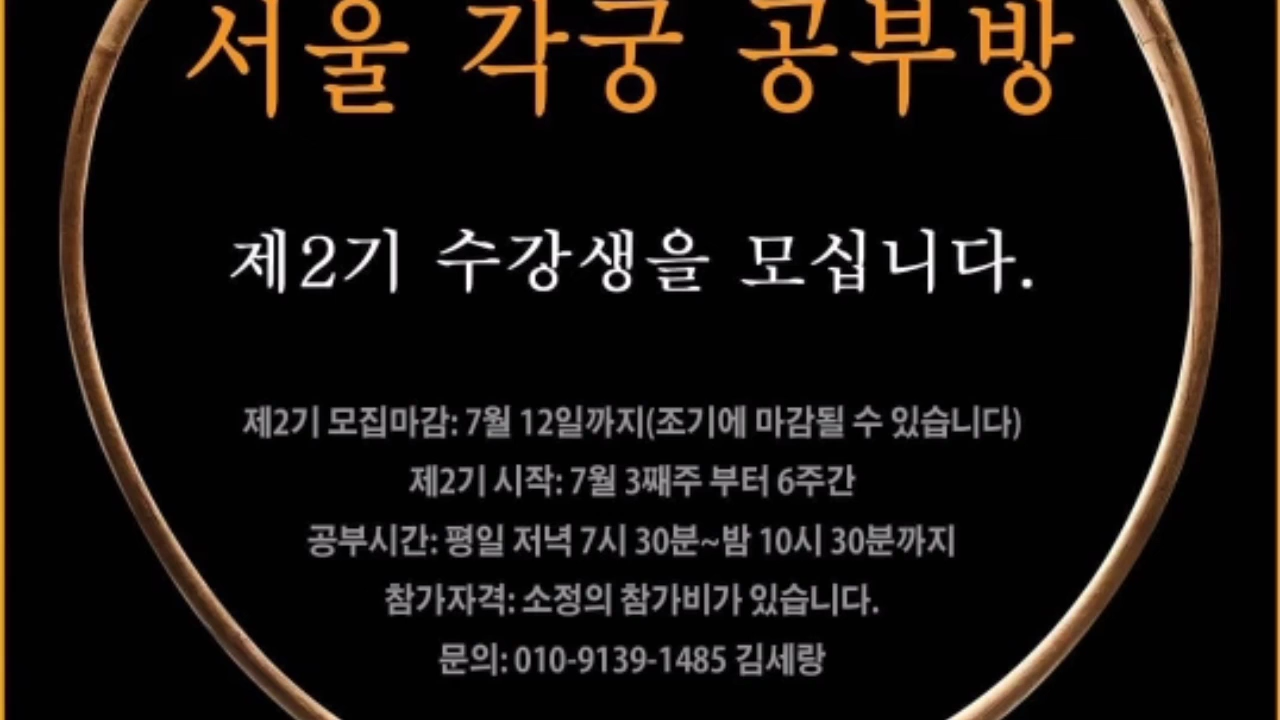 서울 각궁 공부방
제2기 수강생을 모십니다.
제2기 모집마감: 7월 12일까지(조기에 마감될 수 있습니다)
제2기 시작: 7월 3째주 부터 6주간
공부시간: 평일 저녁 7시 30분~밤 10시 30분까지
참가자격: 소정의 참가비가 있습니다.
문의: 010-9139-1485 김세랑